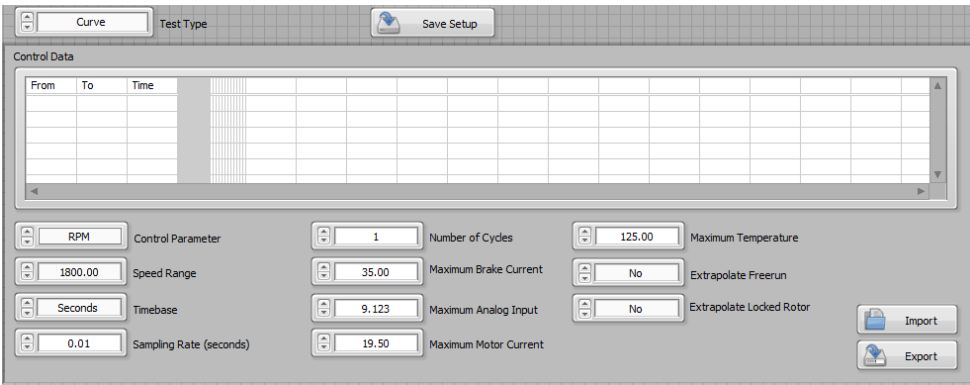 Curve Test Type Save Setup
Control Data
From To Time
RPM Control Parameter 1 Number of Cycles 125.00 Maximum Temperature
1800.00 Speed Range 35.00 Maximum Brake Current No Extrapolate Freerun
Seconds Timebase 9.123 Maximum Analog Input No Extrapolate Locked Rotor
Import
0.01 Sampling Rate (seconds) 19.50 Maximum Motor Current
Export